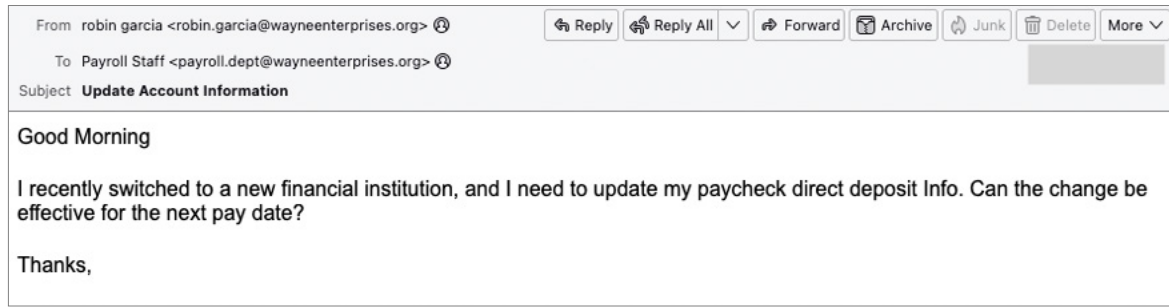 From robin garcia <robin.garcia@wayneenterprises.org> Reply Reply All Forward Archive Junk Delete More
To Payroll Staff <payroll.dept@wayneenterprises.org>
Subject Update Account Information
Good Morning
I recently switched to a new financial institution, and I need to update my paycheck direct deposit Info. Can the change be
effective for the next pay date?
Thanks,